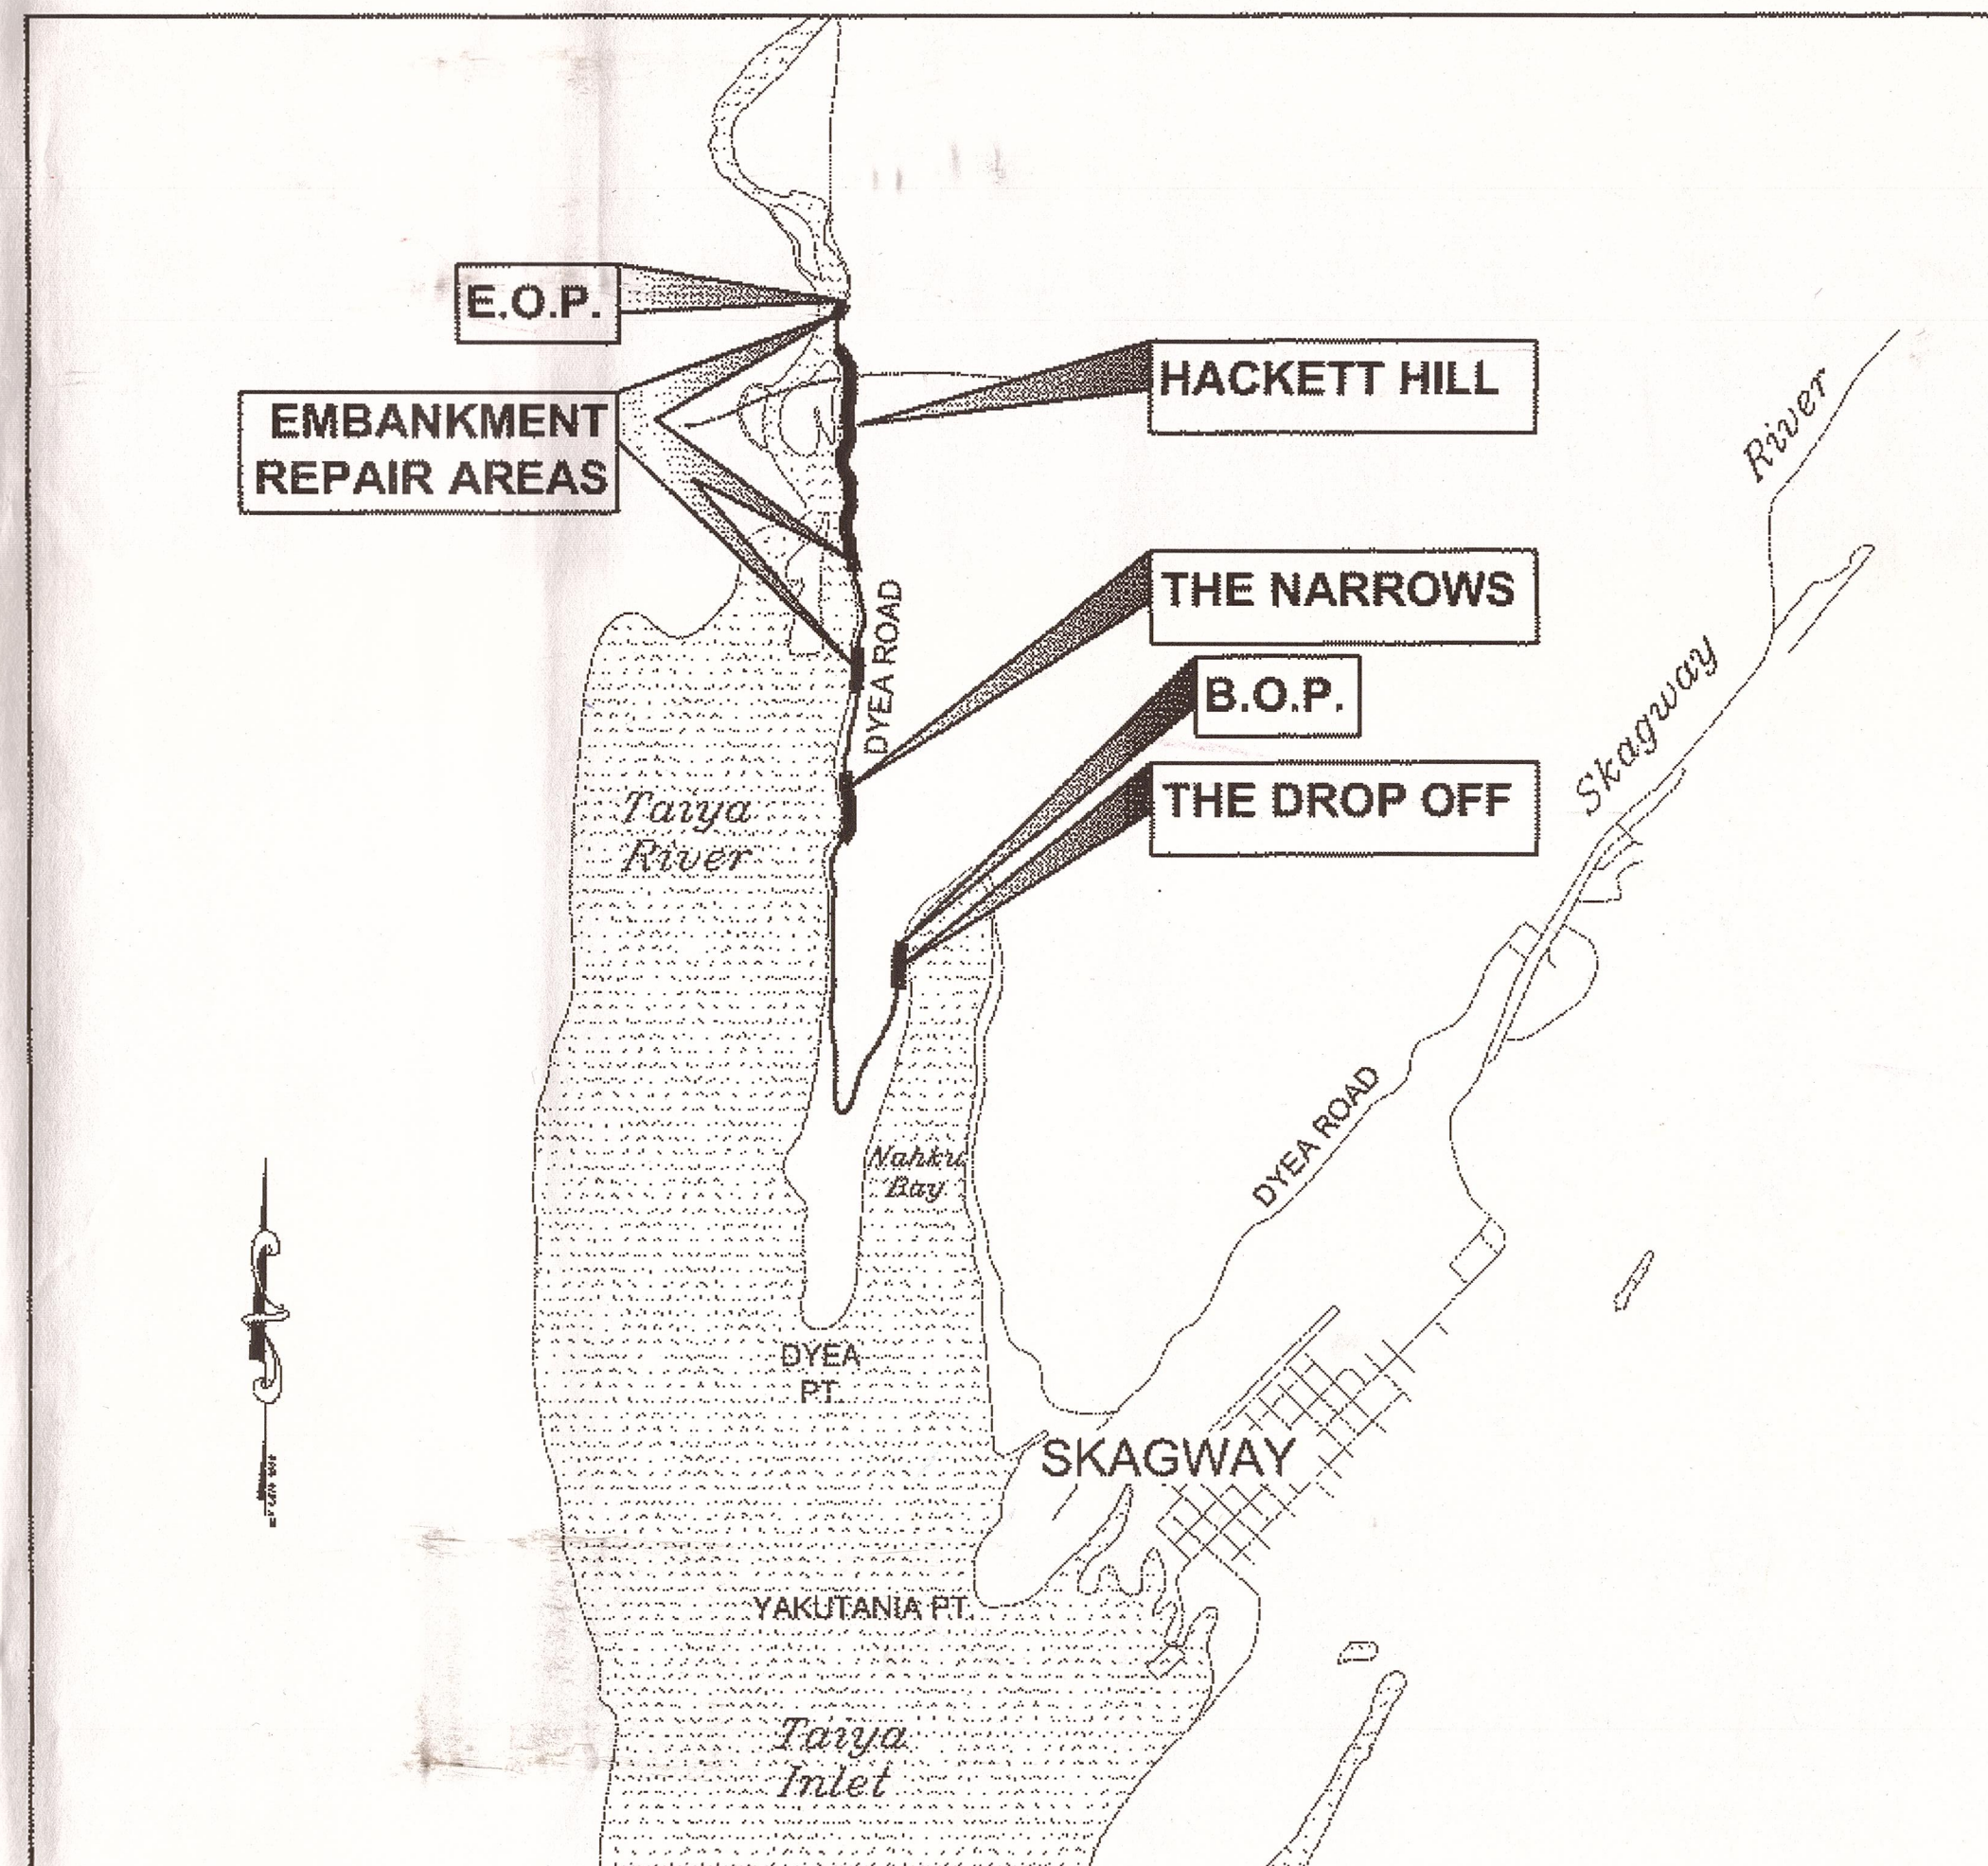 E.O.P.
HACKETT HILL
EMBANKMENT
REPAIR AREAS
River
THE NARROWS
DYEA ROAD
B.O.P.
Skagway
THE DROP OFF
Taiya
River
DYEA ROAD
Nahku
Bay
DYEA
PT.
SKAGWAY
YAKUTANIA PT.
Taiya
Inlet